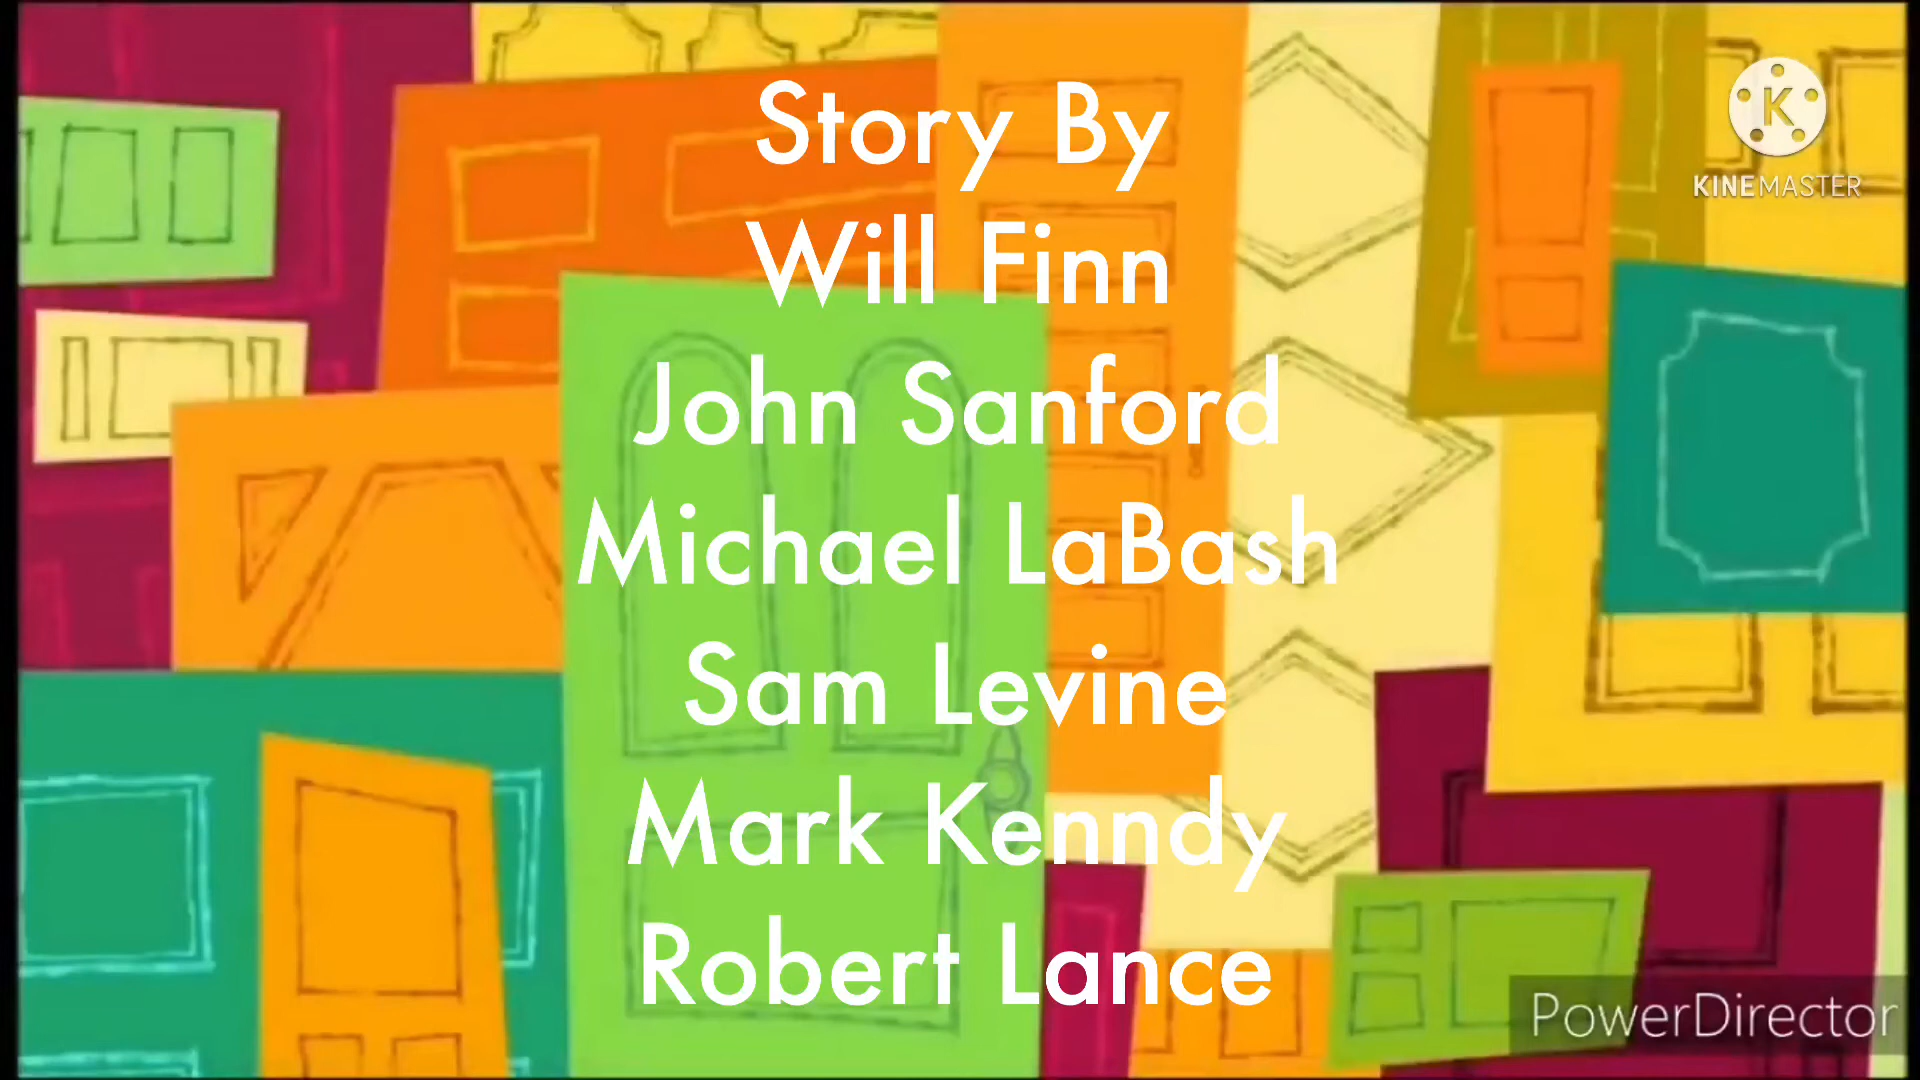 Story By
Will Finn
John Sanford
Michael LaBash
Sam Levine
Mark Kenndy
Robert Lance
K
KINEMASTER
PowerDirector